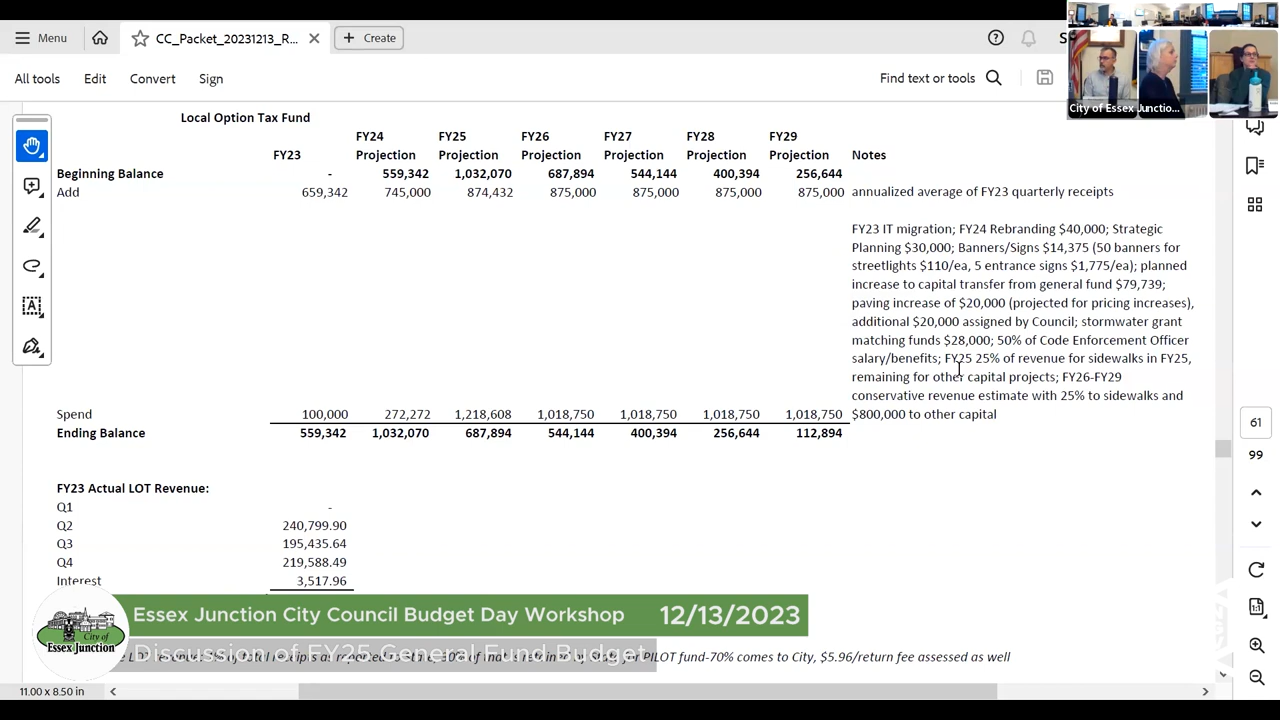 Menu
CC_Packet_20231213_R...
Create
All tools
Edit
Convert
Sign
Find text or tools
City of Essex Junctio...
Local Option Tax Fund
FY24 FY25 FY26 FY27 FY28 FY29
FY23 Projection Projection Projection Projection Projection Projection Notes
Beginning Balance - 559,342 1,032,070 687,894 544,144 400,394 256,644
Add 659,342 745,000 874,432 875,000 875,000 875,000 875,000 annualized average of FY23 quarterly receipts
FY23 IT migration; FY24 Rebranding $40,000; Strategic
Planning $30,000; Banners/Signs $14,375 (50 banners for
streetlights $110/ea, 5 entrance signs $1,775/ea); planned
increase to capital transfer from general fund $79,739;
paving increase of $20,000 (projected for pricing increases),
additional $20,000 assigned by Council; stormwater grant
matching funds $28,000; 50% of Code Enforcement Officer
salary/benefits; FY25 25% of revenue for sidewalks in FY25,
remaining for other capital projects; FY26-FY29
conservative revenue estimate with 25% to sidewalks and
Spend 100,000 272,272 1,218,608 1,018,750 1,018,750 1,018,750 1,018,750 $800,000 to other capital
Ending Balance 559,342 1,032,070 687,894 544,144 400,394 256,644 112,894
61
99
FY23 Actual LOT Revenue:
Q1 -
Q2 240,799.90
Q3 195,435.64
Q4 219,588.49
Interest 3,517.96
City of
Essex Junction
Essex Junction City Council Budget Day Workshop 12/13/2023
Discussion of FY25 General Fund Budget
for PILOT fund-70% comes to City, $5.96/return fee assessed as well
11.00 x 8.50 in